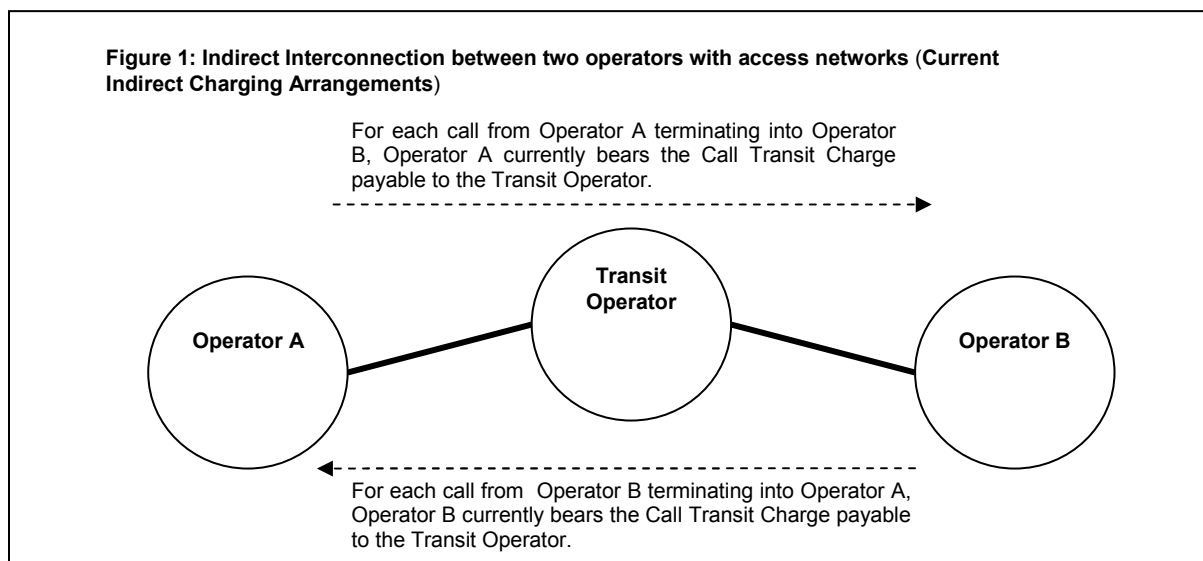 Figure 1: Indirect Interconnection between two operators with access networks (Current
Indirect Charging Arrangements)
For each call from Operator A terminating into Operator
B, Operator A currently bears the Call Transit Charge
payable to the Transit Operator.
Transit
Operator
Operator A
Operator B
For each call from Operator B terminating into Operator A,
Operator B currently bears the Call Transit Charge payable
to the Transit Operator.